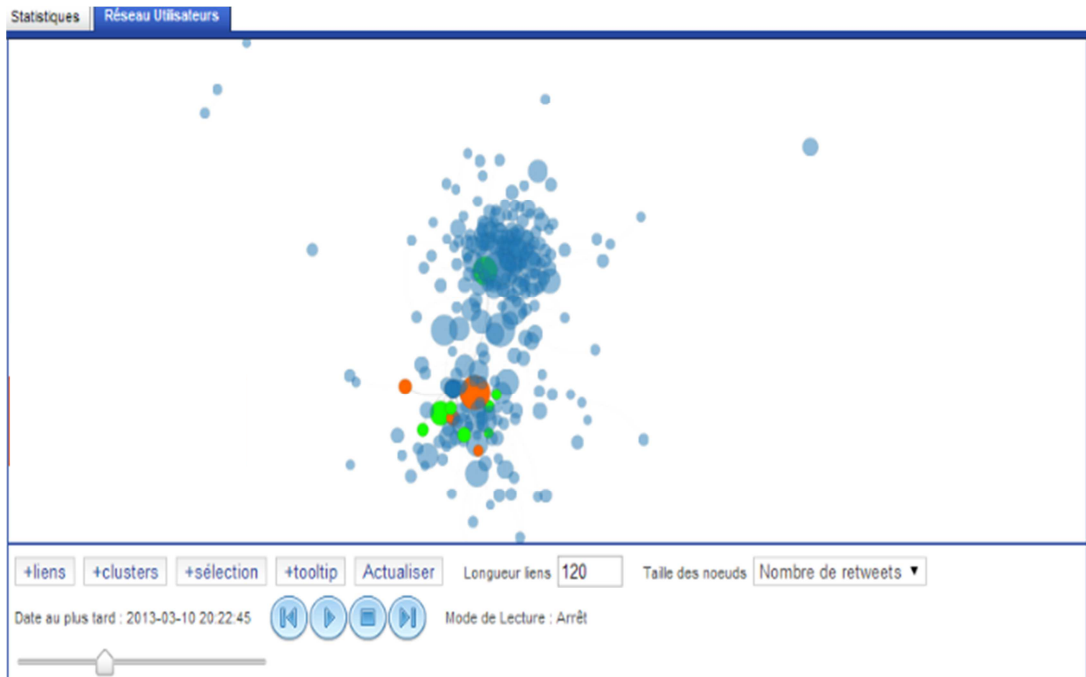 Statistiques Réseau Utilisateurs
+liens +clusters +sélection +tooltip Actualiser Longueur liens 120 Taille des noeuds Nombre de retweets
Date au plus tard : 2013-03-10 20:22:45 Mode de Lecture : Arrêt